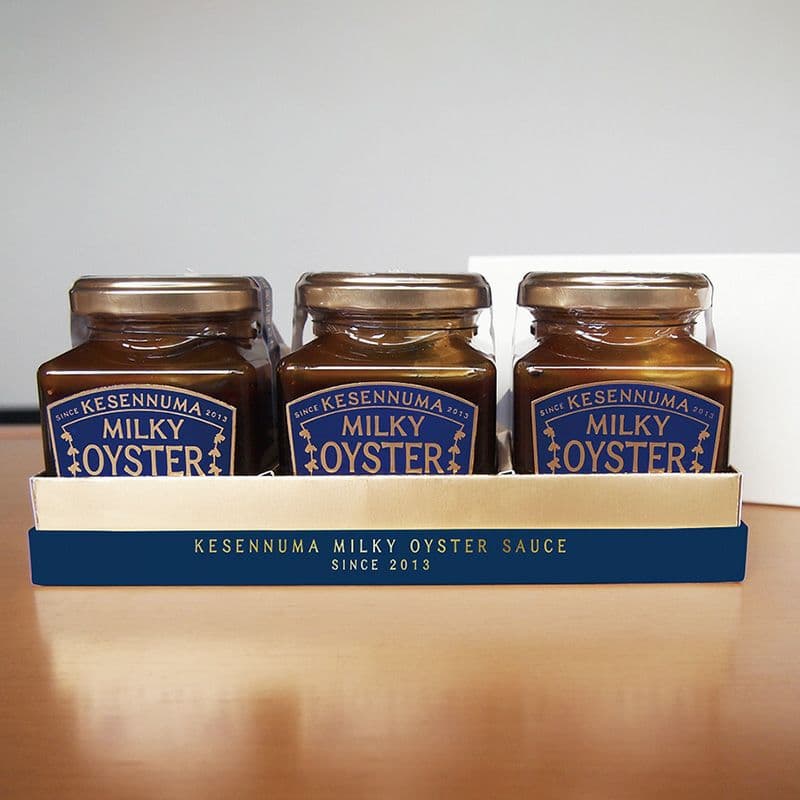 SINCE KESENNUMA 2013
MILKY
OYSTER
SINCE KESENNUMA 2013
MILKY
OYSTER
SINCE KESENNUMA 2013
MILKY
OYSTER
KESENNUMA MILKY OYSTER SAUCE
SINCE 2013